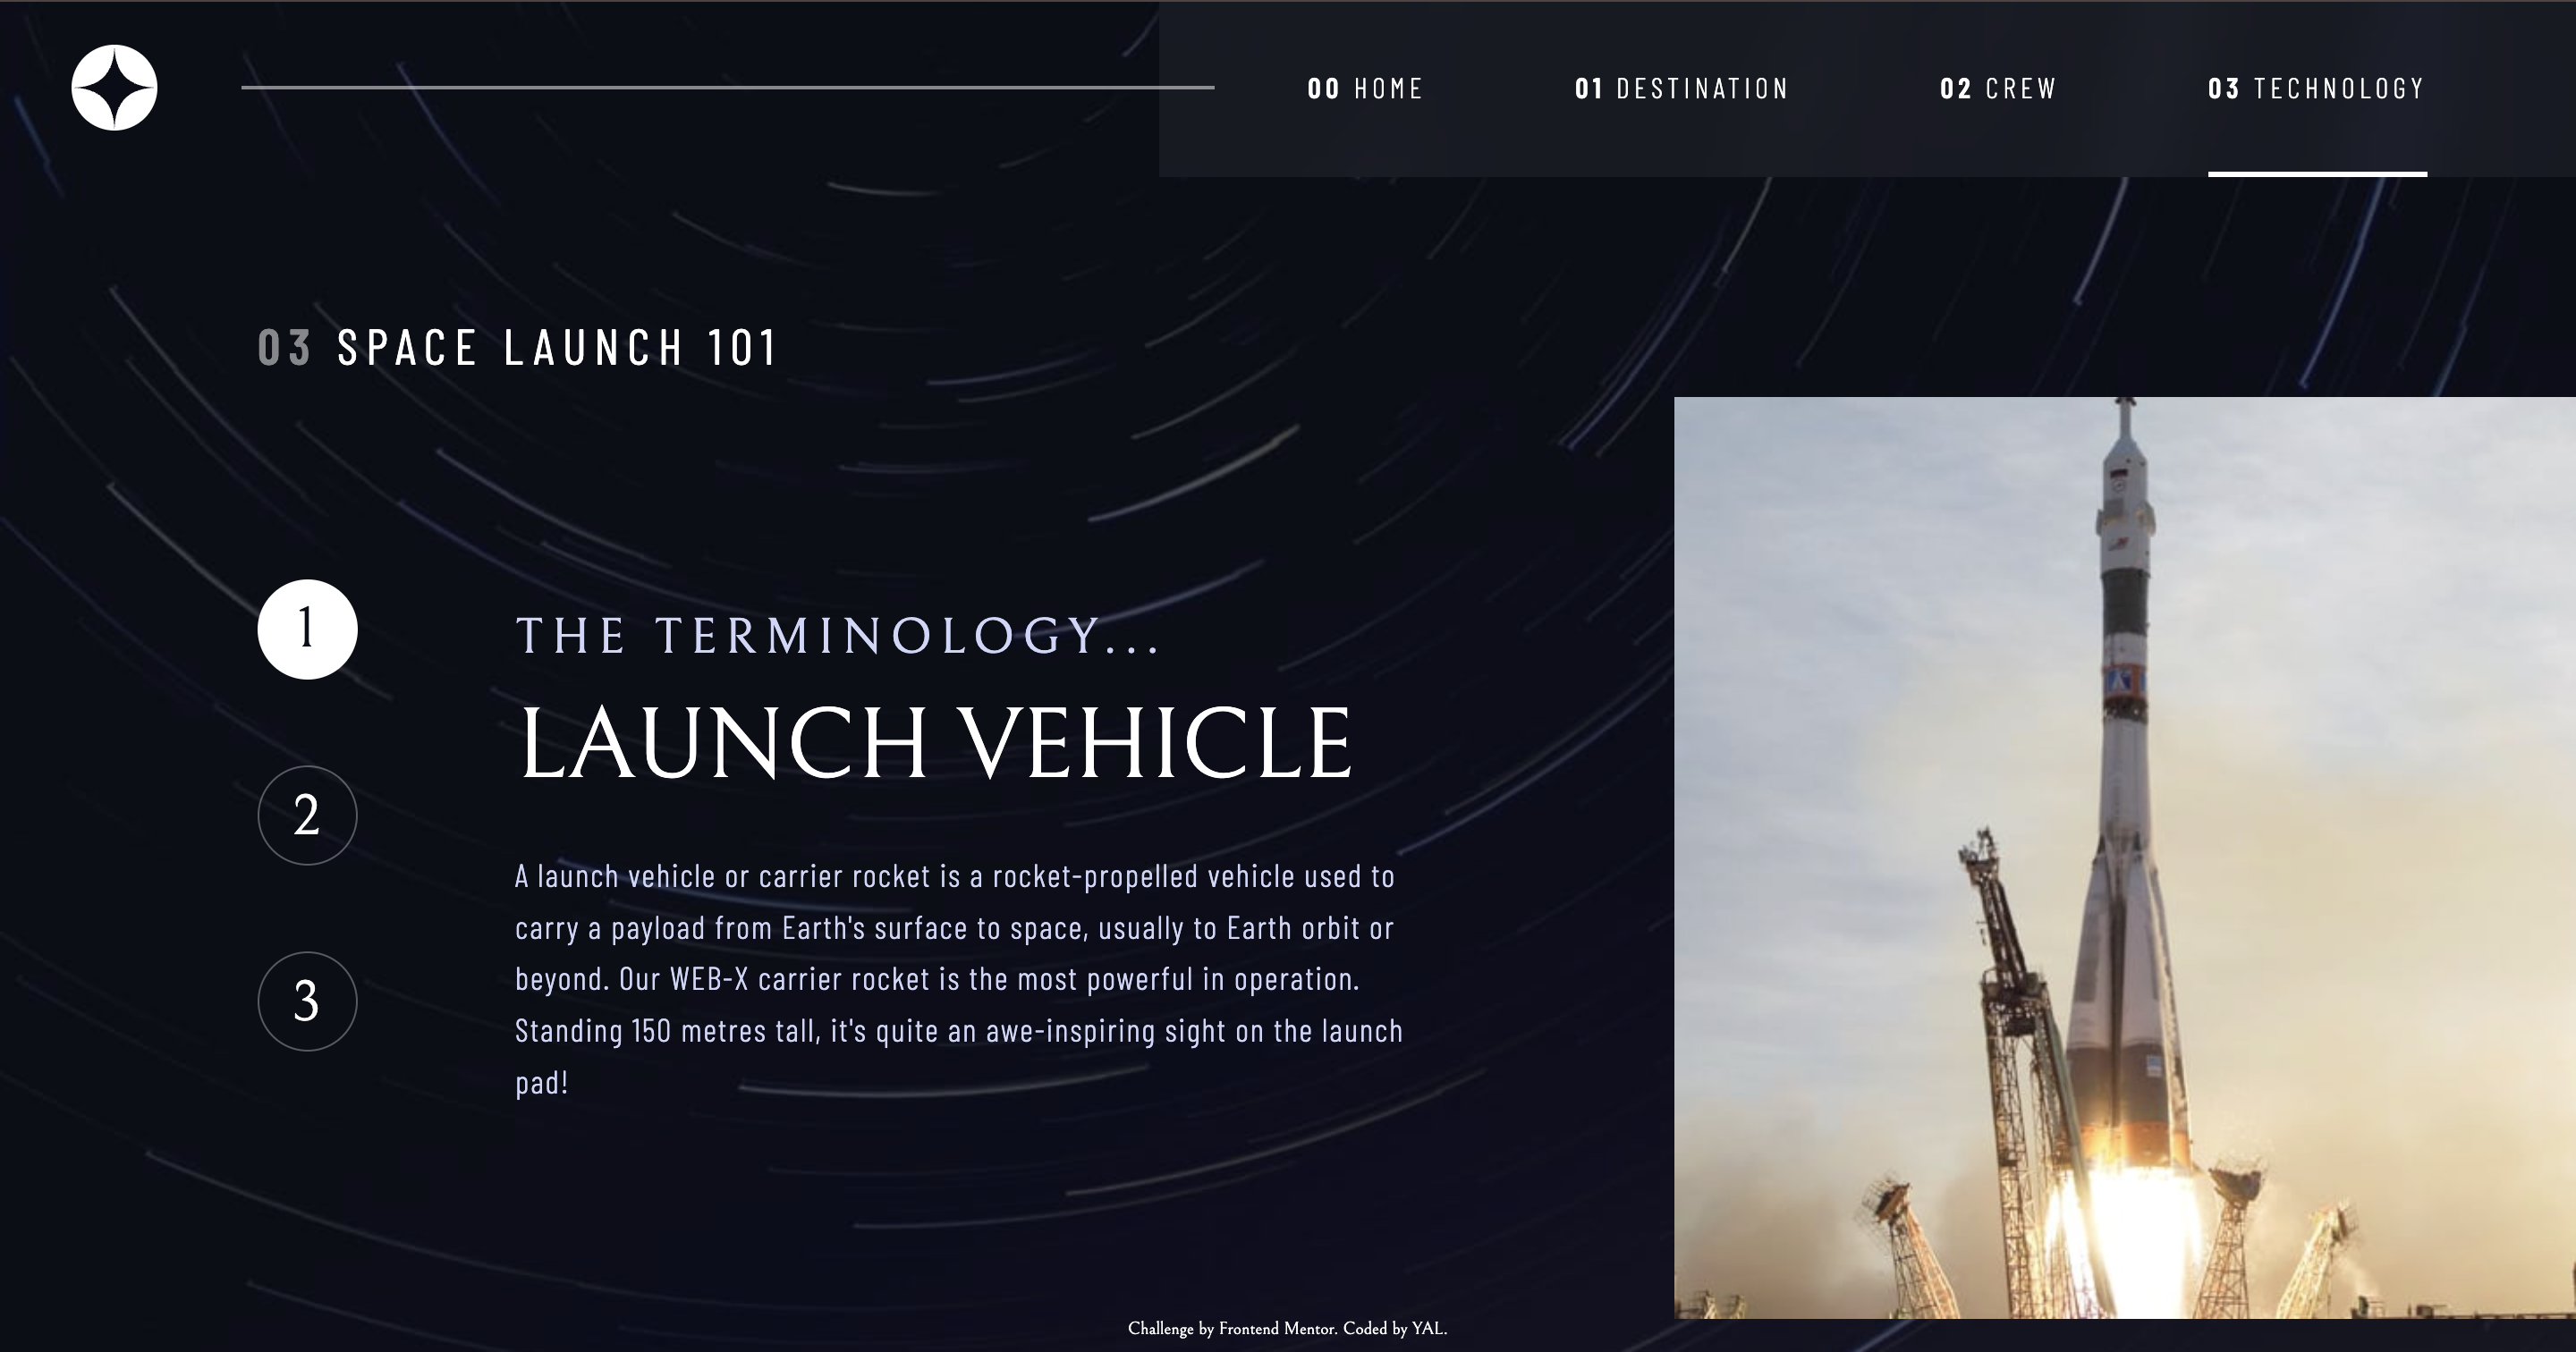 00 HOME
01 DESTINATION
02 CREW
03 TECHNOLOGY
03 SPACE LAUNCH 101
1
2
3
THE TERMINOLOGY...
LAUNCH VEHICLE
A launch vehicle or carrier rocket is a rocket-propelled vehicle used to
carry a payload from Earth's surface to space, usually to Earth orbit or
beyond. Our WEB-X carrier rocket is the most powerful in operation.
Standing 150 metres tall, it's quite an awe-inspiring sight on the launch
pad!
Challenge by Frontend Mentor. Coded by YAL.